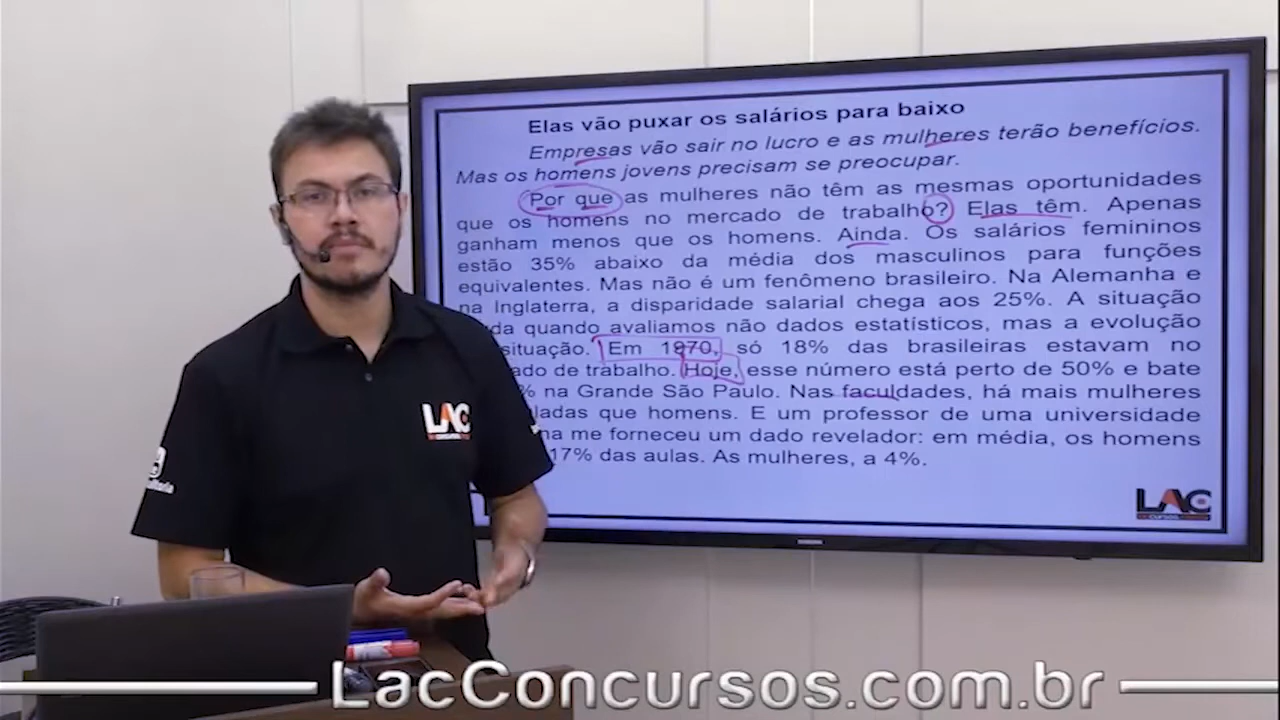 Elas vão puxar os salários para baixo
Empresas vão sair no lucro e as mulheres terão benefícios.
Mas os homens jovens precisam se preocupar.
Por que as mulheres não têm as mesmas oportunidades
que os homens no mercado de trabalho? Elas têm. Apenas
ganham menos que os homens. Ainda. Os salários femininos
estão 35% abaixo da média dos masculinos para funções
equivalentes. Mas não é um fenômeno brasileiro. Na Alemanha e
na Inglaterra, a disparidade salarial chega aos 25%. A situação
quando avaliamos não dados estatísticos, mas a evolução
situação. Em 1970, só 18% das brasileiras estavam no
de trabalho. Hoje, esse número está perto de 50% e bate
% na Grande São Paulo. Nas faculdades, há mais mulheres
que homens. E um professor de uma universidade
me forneceu um dado revelador: em média, os homens
17% das aulas. As mulheres, a 4%.
LAC
CONCURSOS
LAC
CURSOS
LacConcursos.com.br